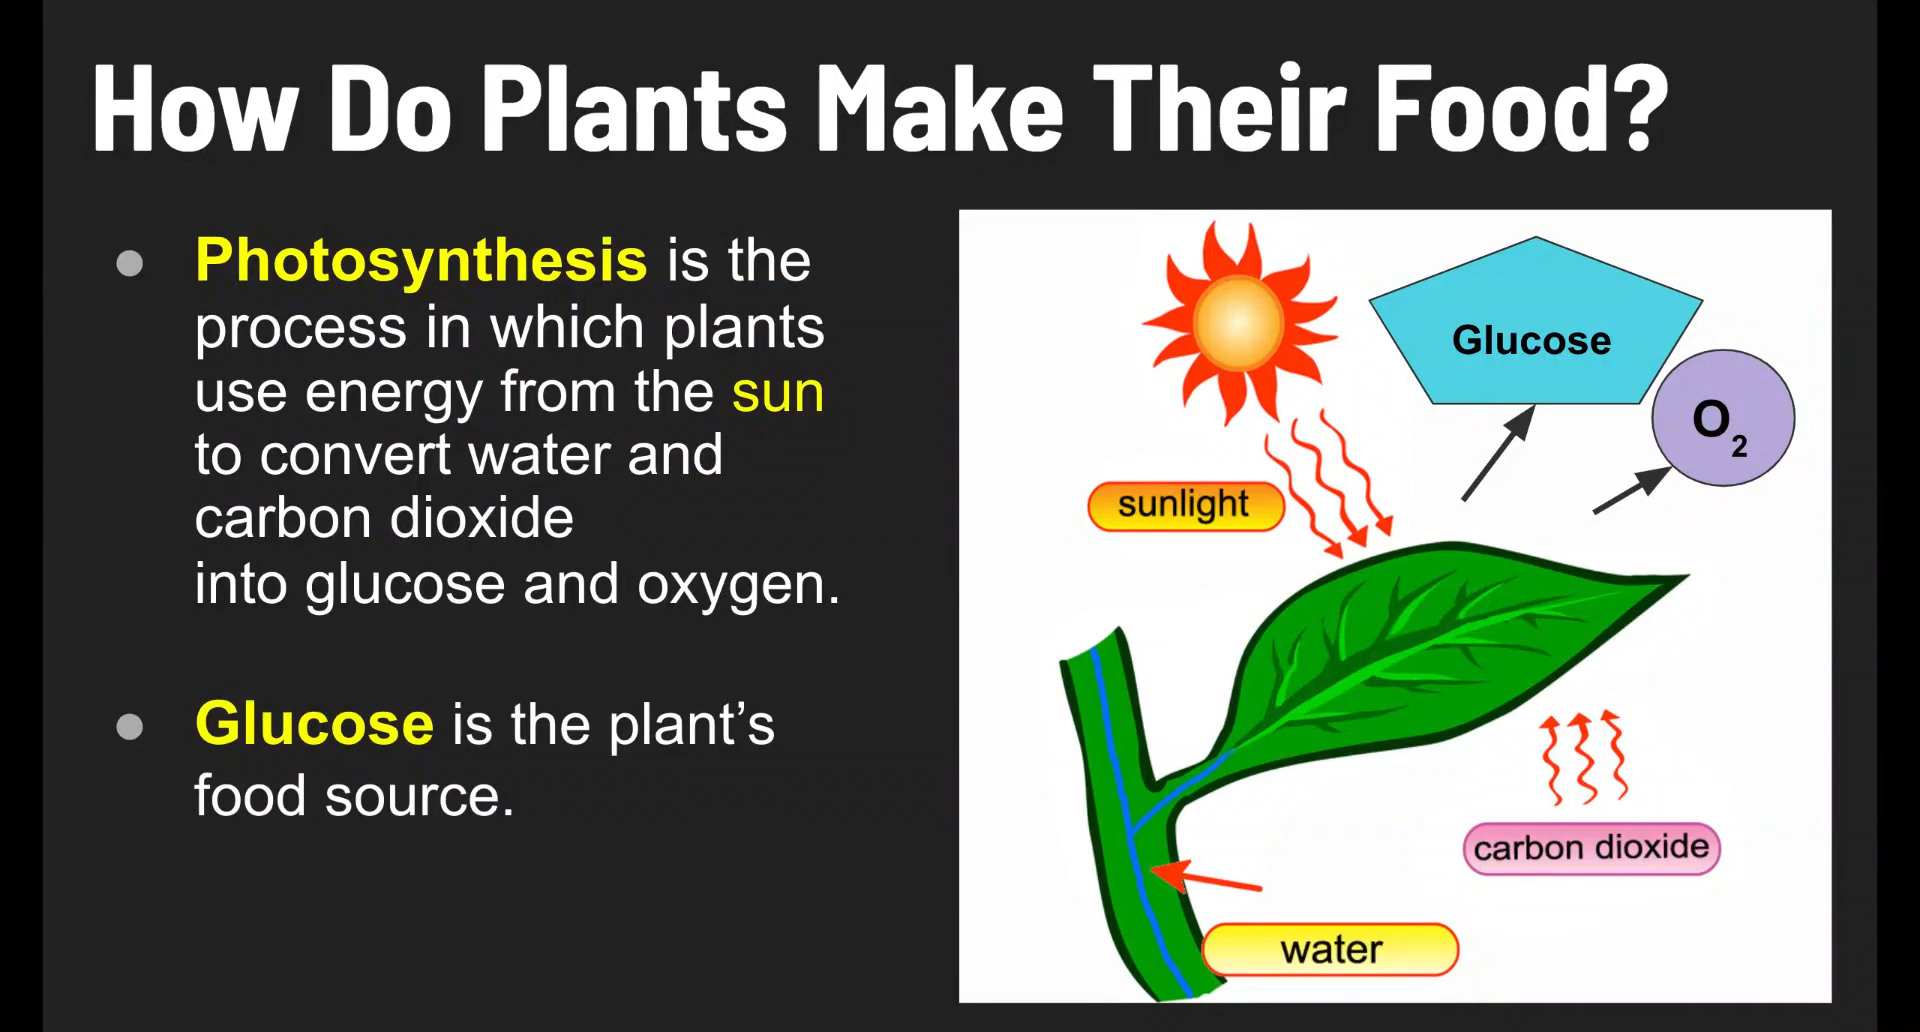 How Do Plants Make Their Food?
Photosynthesis is the
process in which plants
use energy from the sun
to convert water and
carbon dioxide
into glucose and oxygen.
Glucose is the plant’s
food source.
Glucose
O2
sunlight
carbon dioxide
water